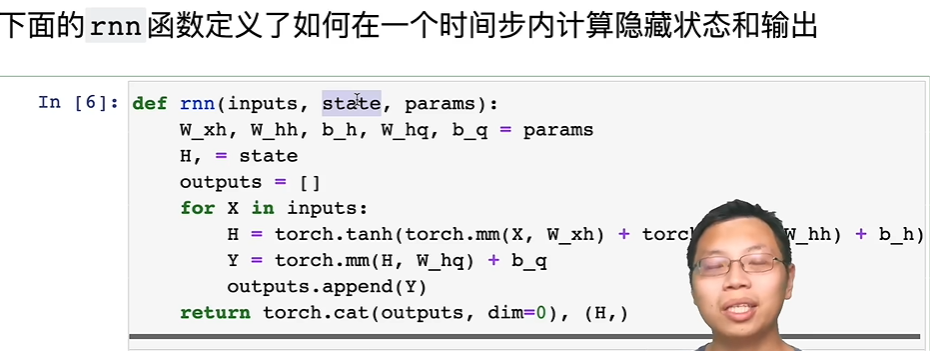 下面的rnn函数定义了如何在一个时间步内计算隐藏状态和输出
In [6]: def rnn(inputs, state, params):
W_xh, W_hh, b_h, W_hq, b_q = params
H, = state
outputs = []
for X in inputs:
H = torch.tanh(torch.mm(X, W_xh) + torc W_hh) + b_h)
Y = torch.mm(H, W_hq) + b_q
outputs.append(Y)
return torch.cat(outputs, dim=0), (H,)